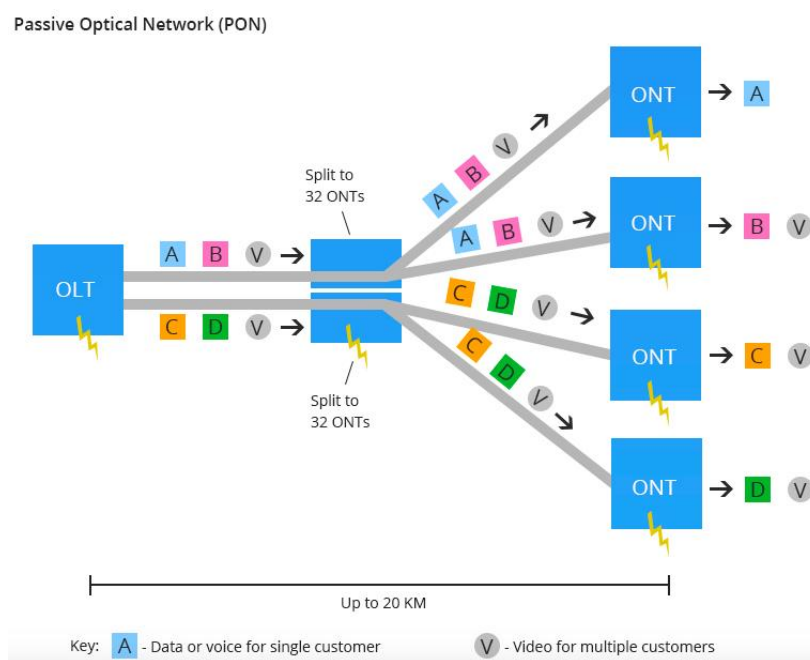 Passive Optical Network (PON)
ONT
A
A B V
Split to
32 ONTs
ONT
B V
A B V
A B V
OLT
C D V
C D V
ONT
C V
C D V
Split to
32 ONTs
ONT
D V
Up to 20 KM
Key: A - Data or voice for single customer V - Video for multiple customers